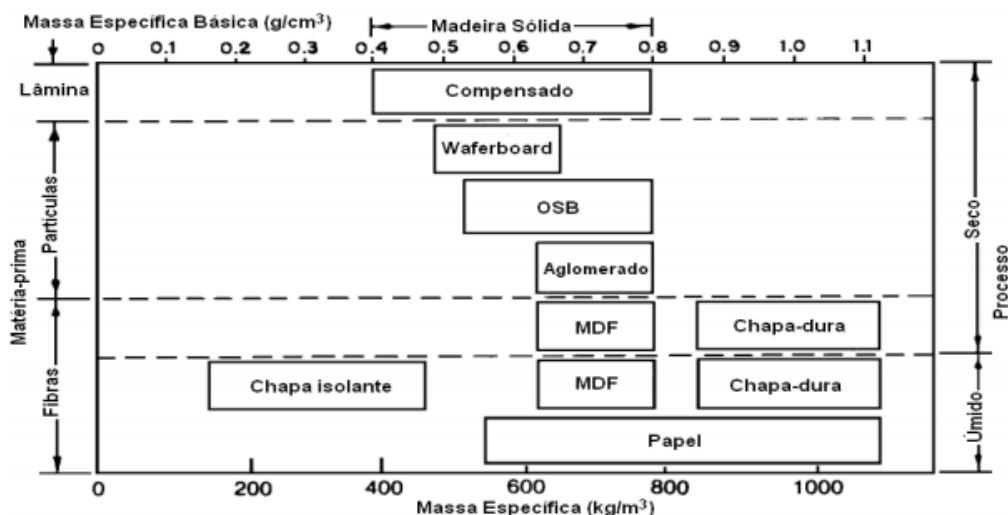 Massa Específica Básica (g/cm³)
Madeira Sólida
0 0.1 0.2 0.3 0.4 0.5 0.6 0.7 0.8 0.9 1.0 1.1
Lâmina
Compensado
Matéria-prima
Partículas
Waferboard
OSB
Aglomerado
Seco
Processo
Fibras
MDF
Chapa-dura
Chapa isolante
MDF
Chapa-dura
Úmido
Papel
0 200 400 600 800 1000
Massa Específica (kg/m³)